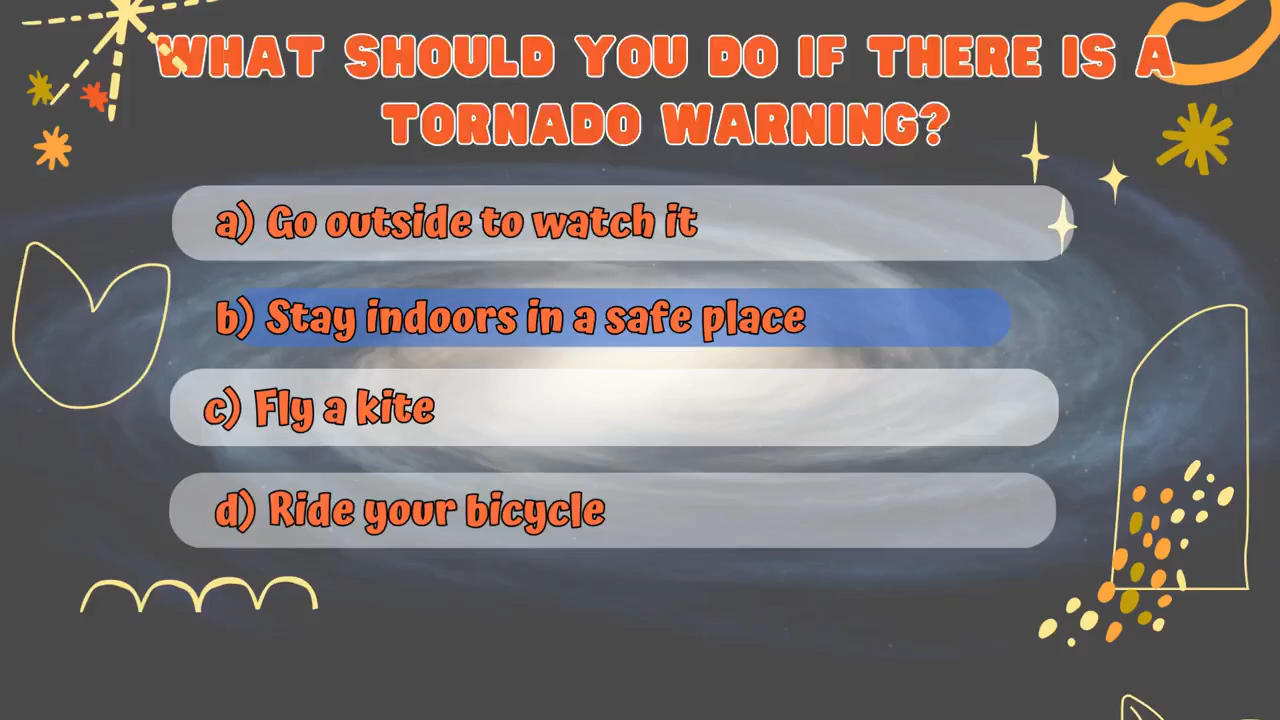 WHAT SHOULD YOU DO IF THERE IS A
TORNADO WARNING?
a) Go outside to watch it
b) Stay indoors in a safe place
c) Fly a kite
d) Ride your bicycle